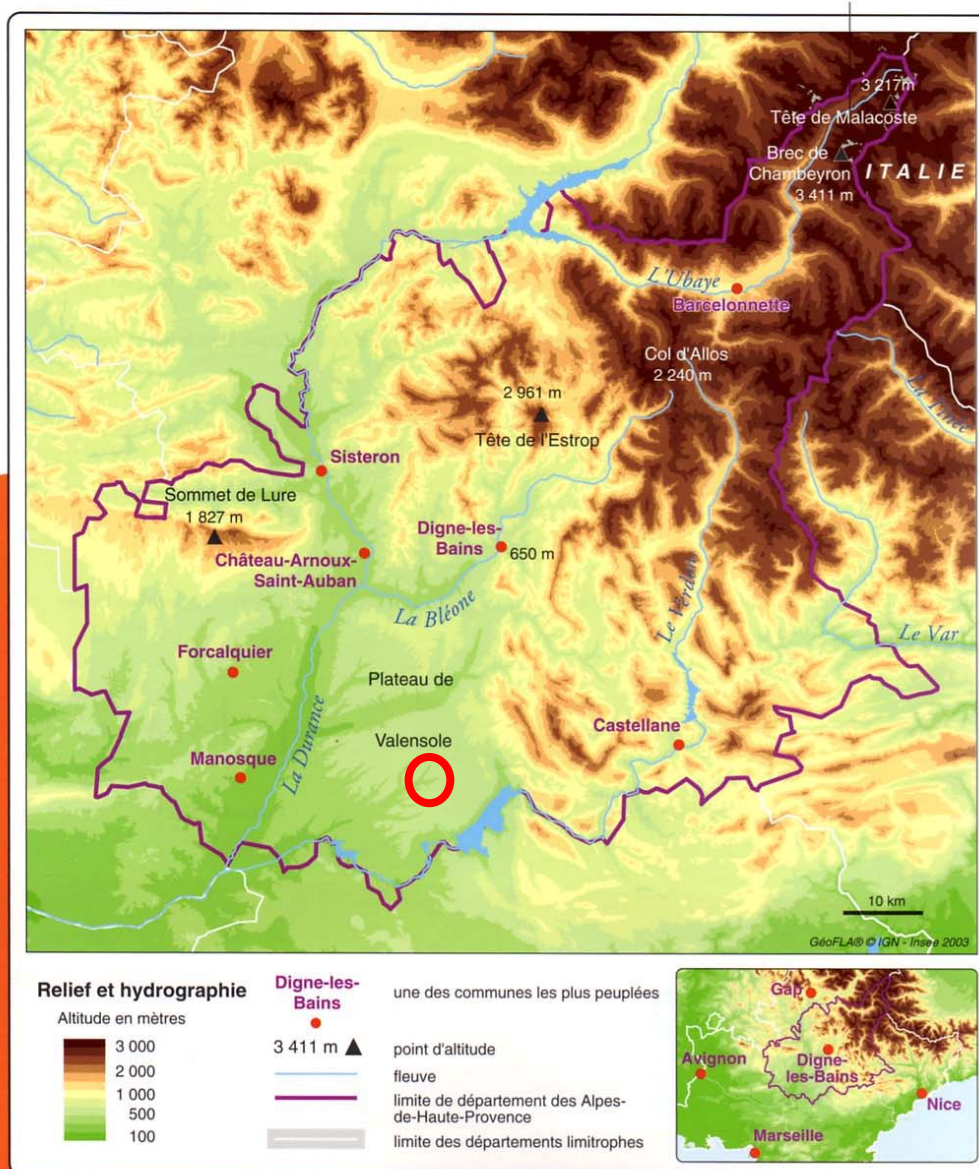 3 217m
Tête de Malacoste
Brec de
Chambeyron
3 411 m
ITALIE
L'Ubaye
Barcelonnette
Col d'Allos
2 240 m
La Tinée
2 961 m
Tête de l'Estrop
Sisteron
Sommet de Lure
1 827 m
Digne-les-
Bains
650 m
Château-Arnoux-
Saint-Auban
La Bléone
Le Verdon
Le Var
Forcalquier
Plateau de
Valensole
Castellane
Manosque
La Durance
10 km
GéoFLA® © IGN - Insee 2003
Relief et hydrographie
Altitude en mètres
3 000
2 000
1 000
500
100
Digne-les-
Bains
une des communes les plus peuplées
3 411 m
point d'altitude
fleuve
limite de département des Alpes-
de-Haute-Provence
limite des départements limitrophes
Gap
Avignon
Digne-
les-Bains
Nice
Marseille